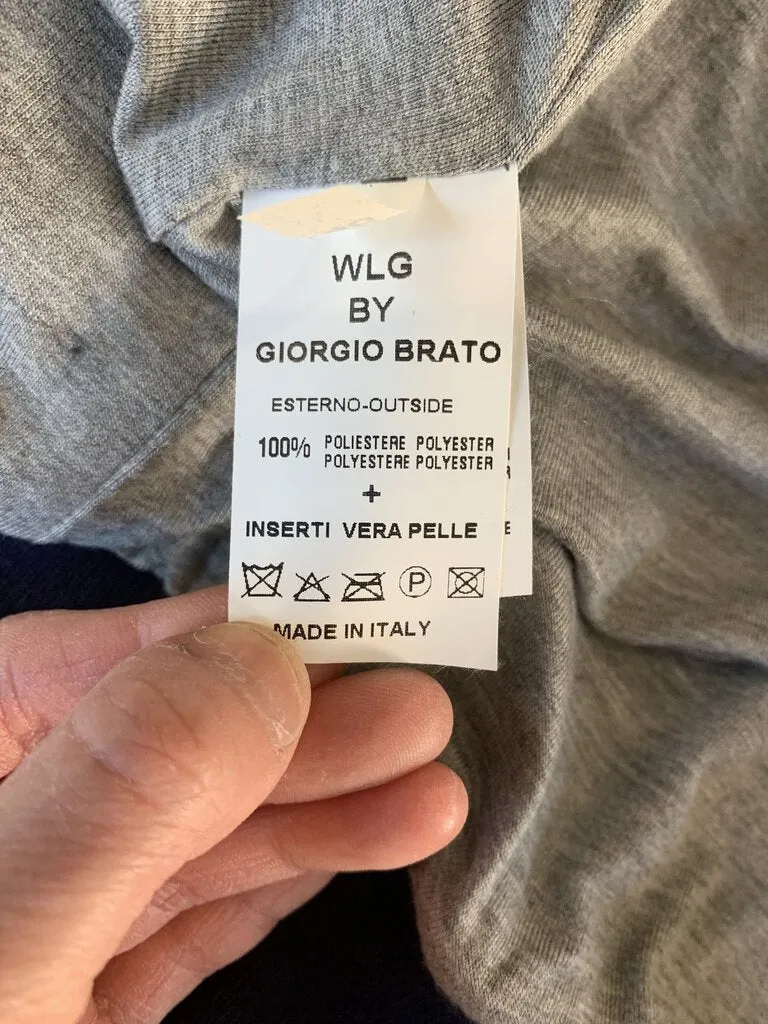 WLG
BY
GIORGIO BRATO
ESTERNO-OUTSIDE
100% POLIESTERE POLYESTER
POLYESTERE POLYESTER
+
INSERTI VERA PELLE
P
MADE IN ITALY